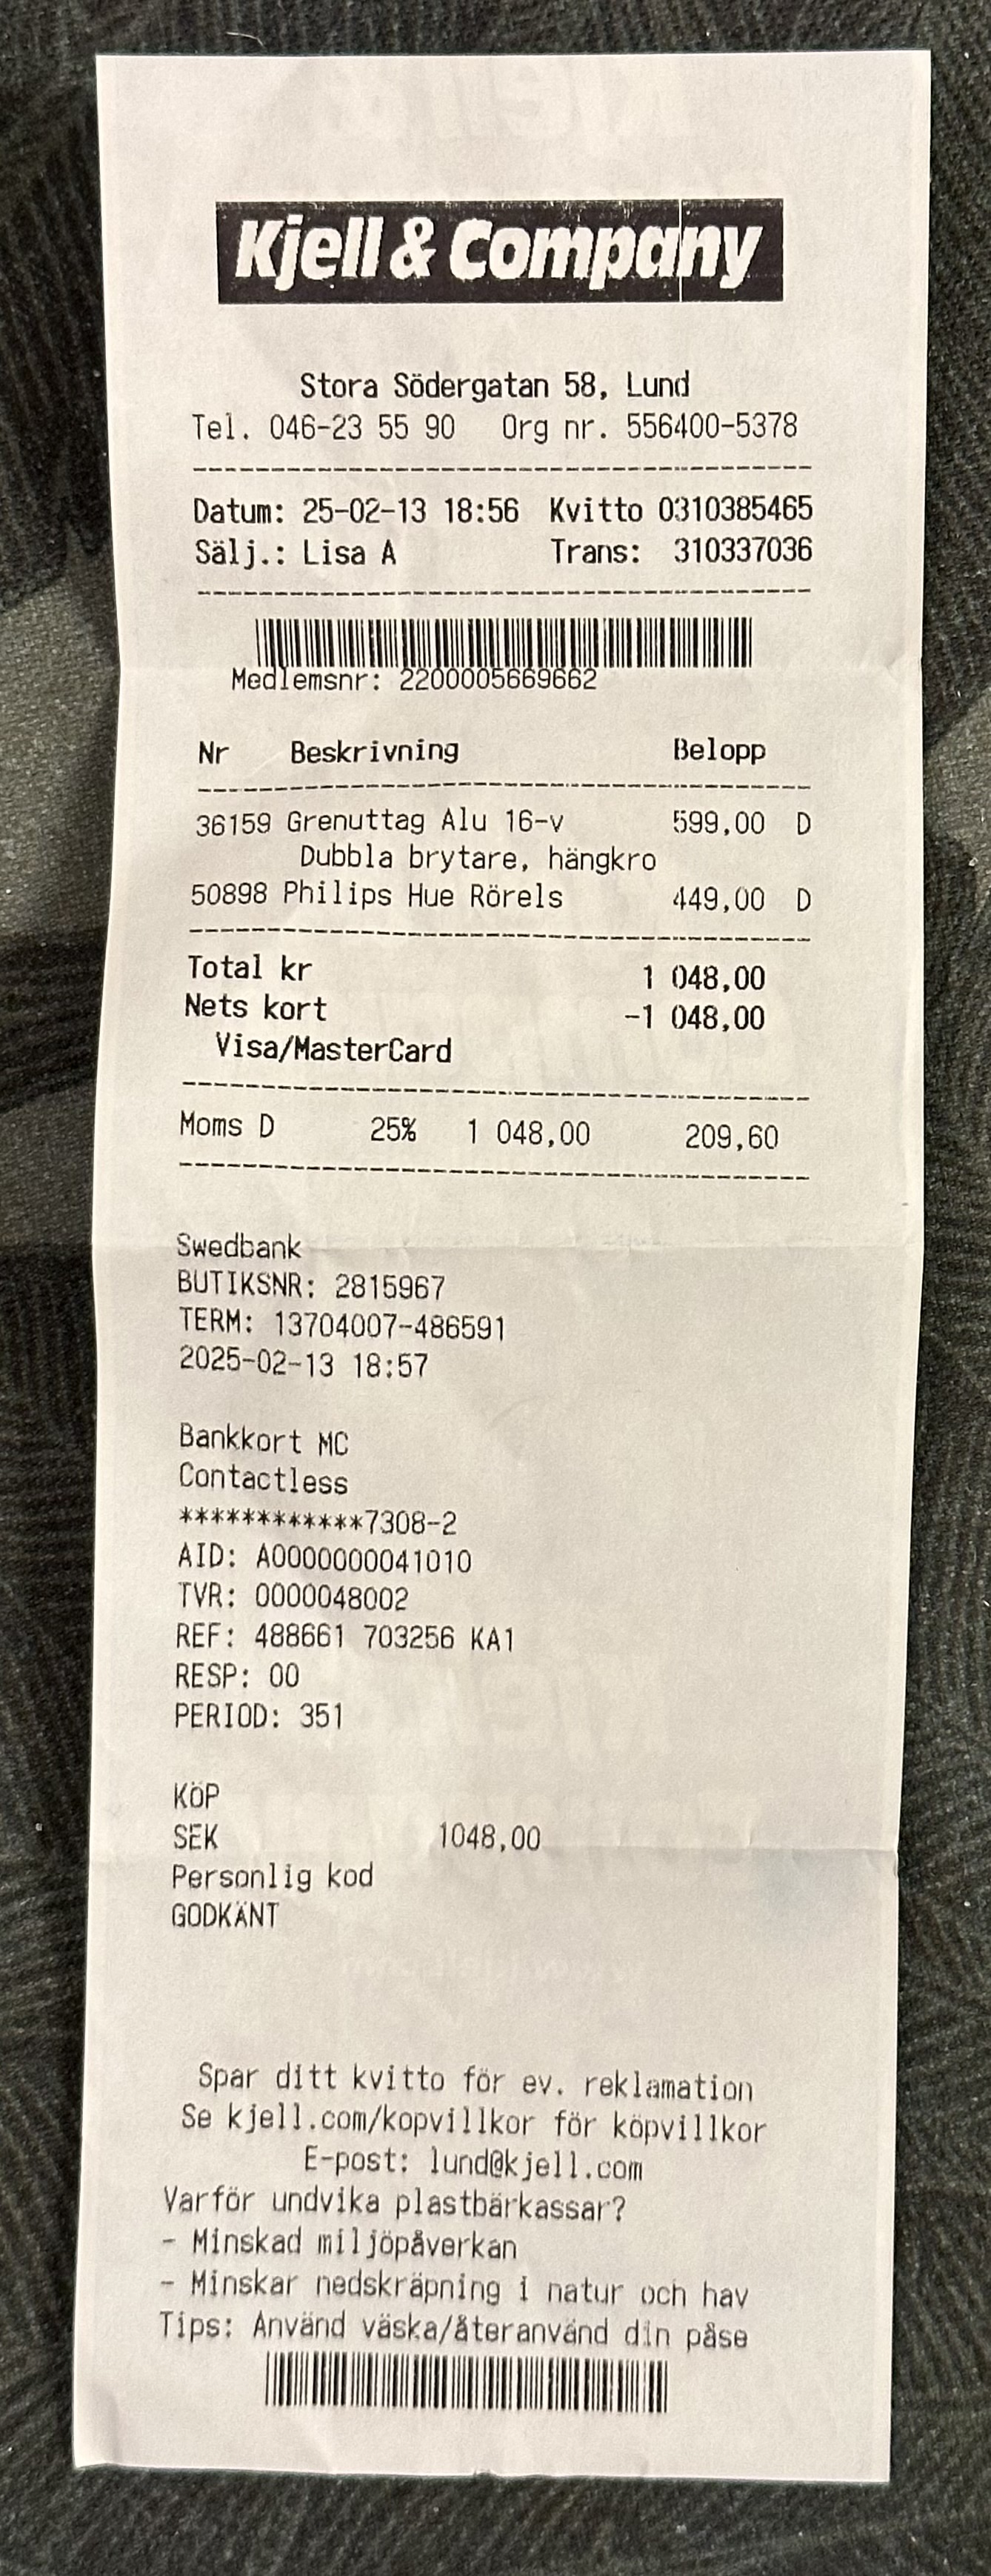 Kjell & Company
Stora Södergatan 58, Lund
Tel. 046-23 55 90 Org nr. 556400-5378
Datum: 25-02-13 18:56 Kvitto 0310385465
Sälj.: Lisa A Trans: 310337036
Medlemsnr: 2200005669662
Nr Beskrivning Belopp
36159 Grenuttag Alu 16-v 599,00 D
Dubbla brytare, hängkro
50898 Philips Hue Rörels 449,00 D
Total kr 1 048,00
Nets kort -1 048,00
Visa/MasterCard
Moms D 25% 1 048,00 209,60
Swedbank
BUTIKSNR: 2815967
TERM: 13704007-486591
2025-02-13 18:57
Bankkort MC
Contactless
************7308-2
AID: A0000000041010
TVR: 0000048002
REF: 488661 703256 KA1
RESP: 00
PERIOD: 351
KÖP
SEK 1048,00
Personlig kod
GODKÄNT
Spar ditt kvitto för ev. reklamation
Se kjell.com/kopvillkor för köpvillkor
E-post: lund@kjell.com
Varför undvika plastbärkassar?
- Minskad miljöpåverkan
- Minskar nedskräpning i natur och hav
Tips: Använd väska/återanvänd din påse